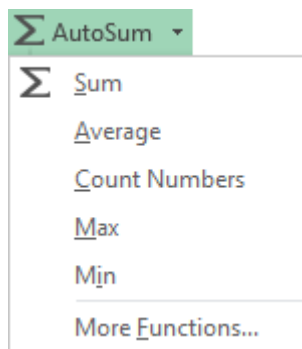 Σ AutoSum
Σ Sum
Average
Count Numbers
Max
Min
More Functions...